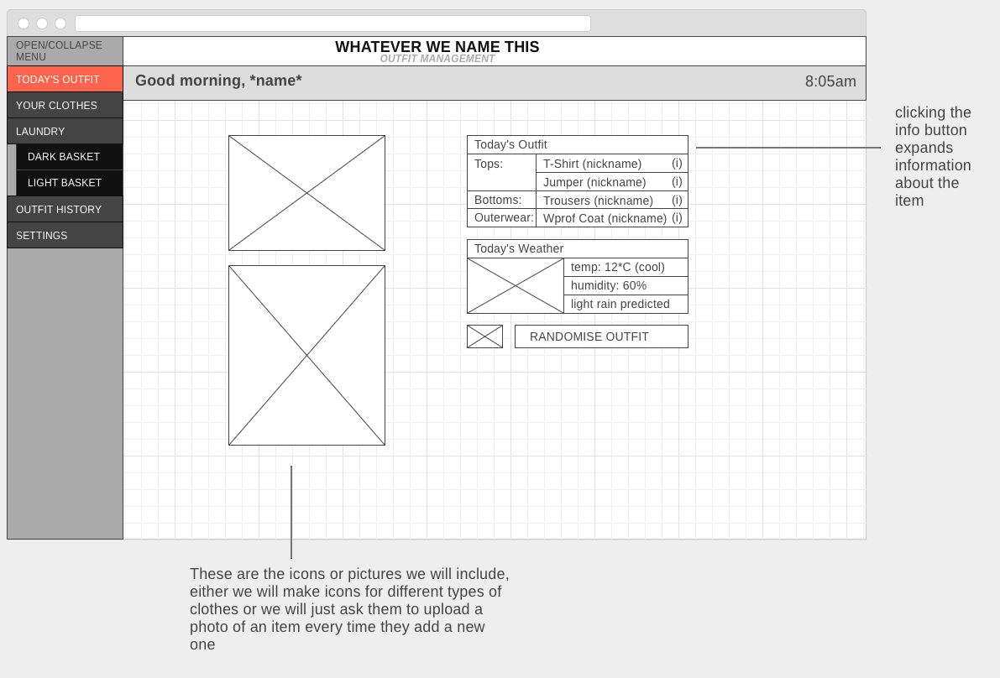 OPEN/COLLAPSE
MENU
WHATEVER WE NAME THIS
OUTFIT MANAGEMENT
Good morning, *name*
8:05am
TODAY'S OUTFIT
YOUR CLOTHES
LAUNDRY
DARK BASKET
LIGHT BASKET
OUTFIT HISTORY
SETTINGS
Today's Outfit
Tops: T-Shirt (nickname) (i)
Jumper (nickname) (i)
Bottoms: Trousers (nickname) (i)
Outerwear: Wprof Coat (nickname) (i)
Today's Weather
temp: 12*C (cool)
humidity: 60%
light rain predicted
RANDOMISE OUTFIT
clicking the
info button
expands
information
about the
item
These are the icons or pictures we will include,
either we will make icons for different types of
clothes or we will just ask them to upload a
photo of an item every time they add a new
one